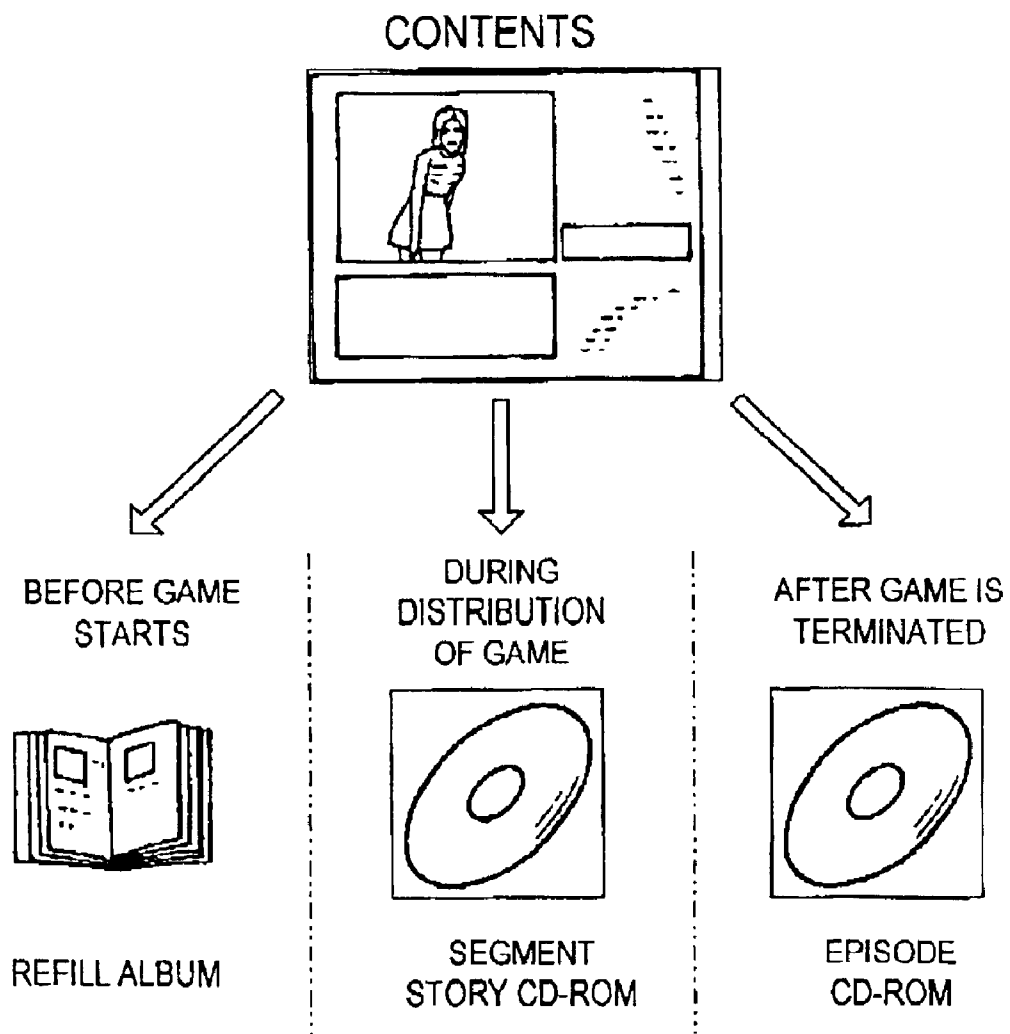 CONTENTS
BEFORE GAME
STARTS
DURING
DISTRIBUTION
OF GAME
AFTER GAME IS
TERMINATED
REFILL ALBUM
SEGMENT
STORY CD-ROM
EPISODE
CD-ROM